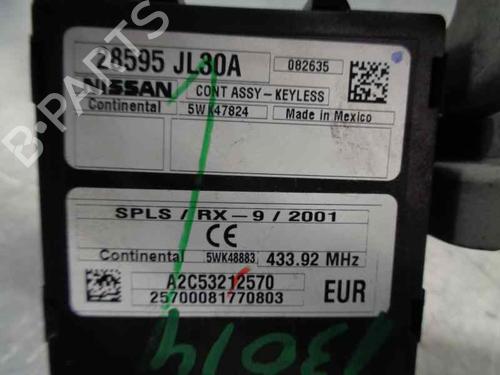 28595 JL30A
082635
NISSAN
CONT ASSY-KEYLESS
Continental
5WK47824
Made in Mexico
SPLS / RX-9 / 2001
CE
Continental
5WK48883
433.92 MHz
A2C53212570
25700081770803
EUR
13014
B-PARTS